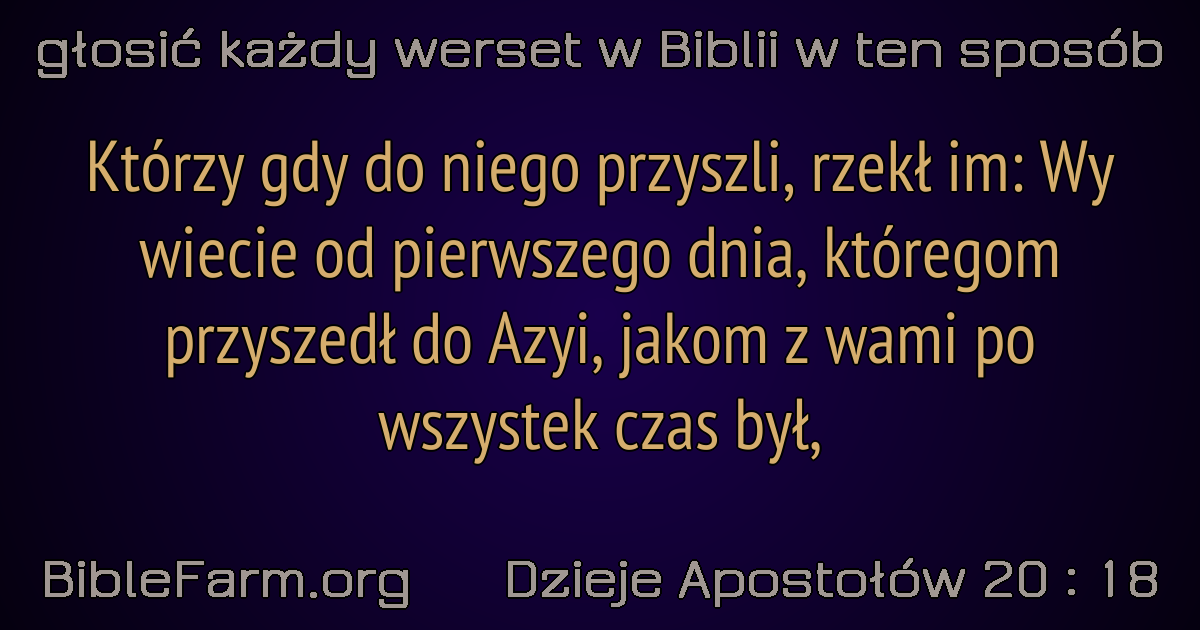 głosić każdy werset w Biblii w ten sposób
Którzy gdy do niego przyszli, rzekł im: Wy
wiecie od pierwszego dnia, któregom
przyszedł do Azyi, jakom z wami po
wszystek czas był,
BibleFarm.org Dzieje Apostołów 20 : 18